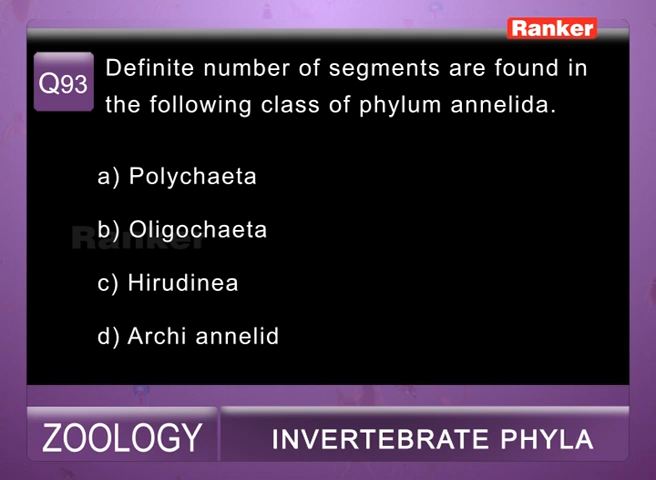 Ranker
Q93
Definite number of segments are found in
the following class of phylum annelida.
a) Polychaeta
b) Oligochaeta
Ranker
c) Hirudinea
d) Archi annelid
ZOOLOGY
INVERTEBRATE PHYLA